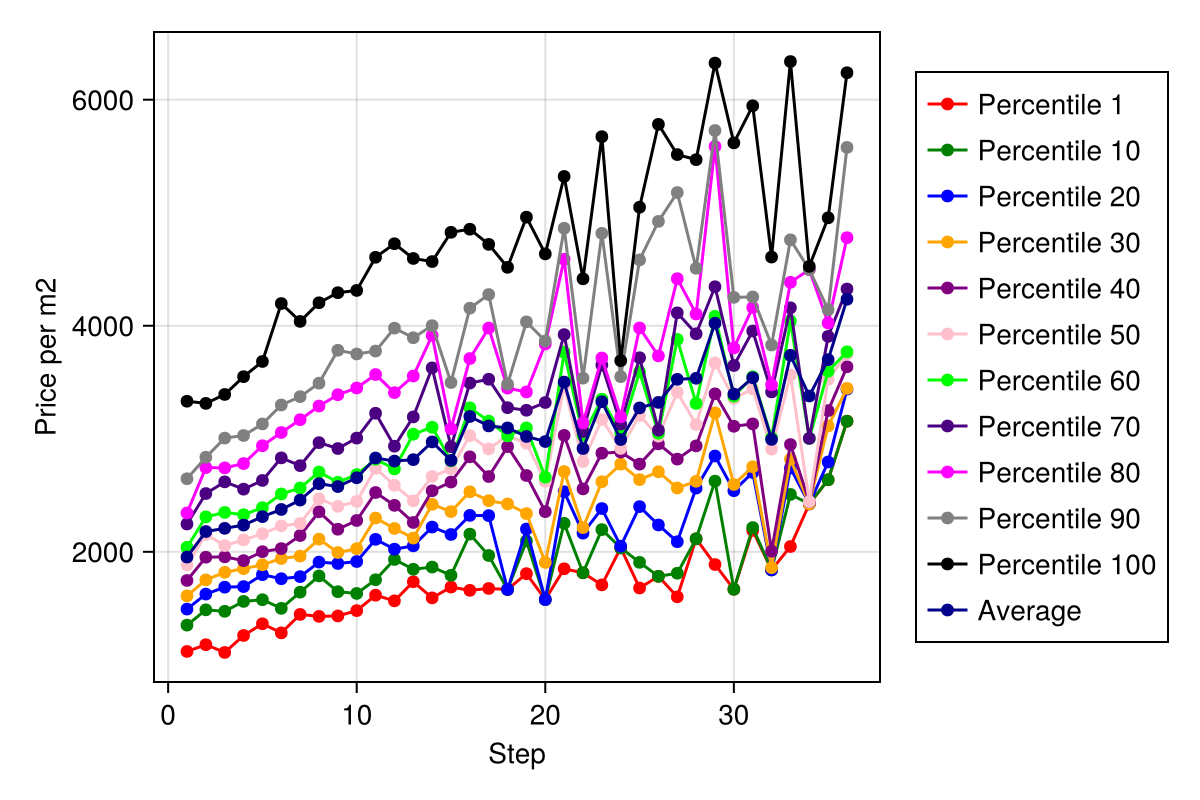 6000
4000
2000
Price per m2
0
10
20
30
Step
Percentile 1
Percentile 10
Percentile 20
Percentile 30
Percentile 40
Percentile 50
Percentile 60
Percentile 70
Percentile 80
Percentile 90
Percentile 100
Average